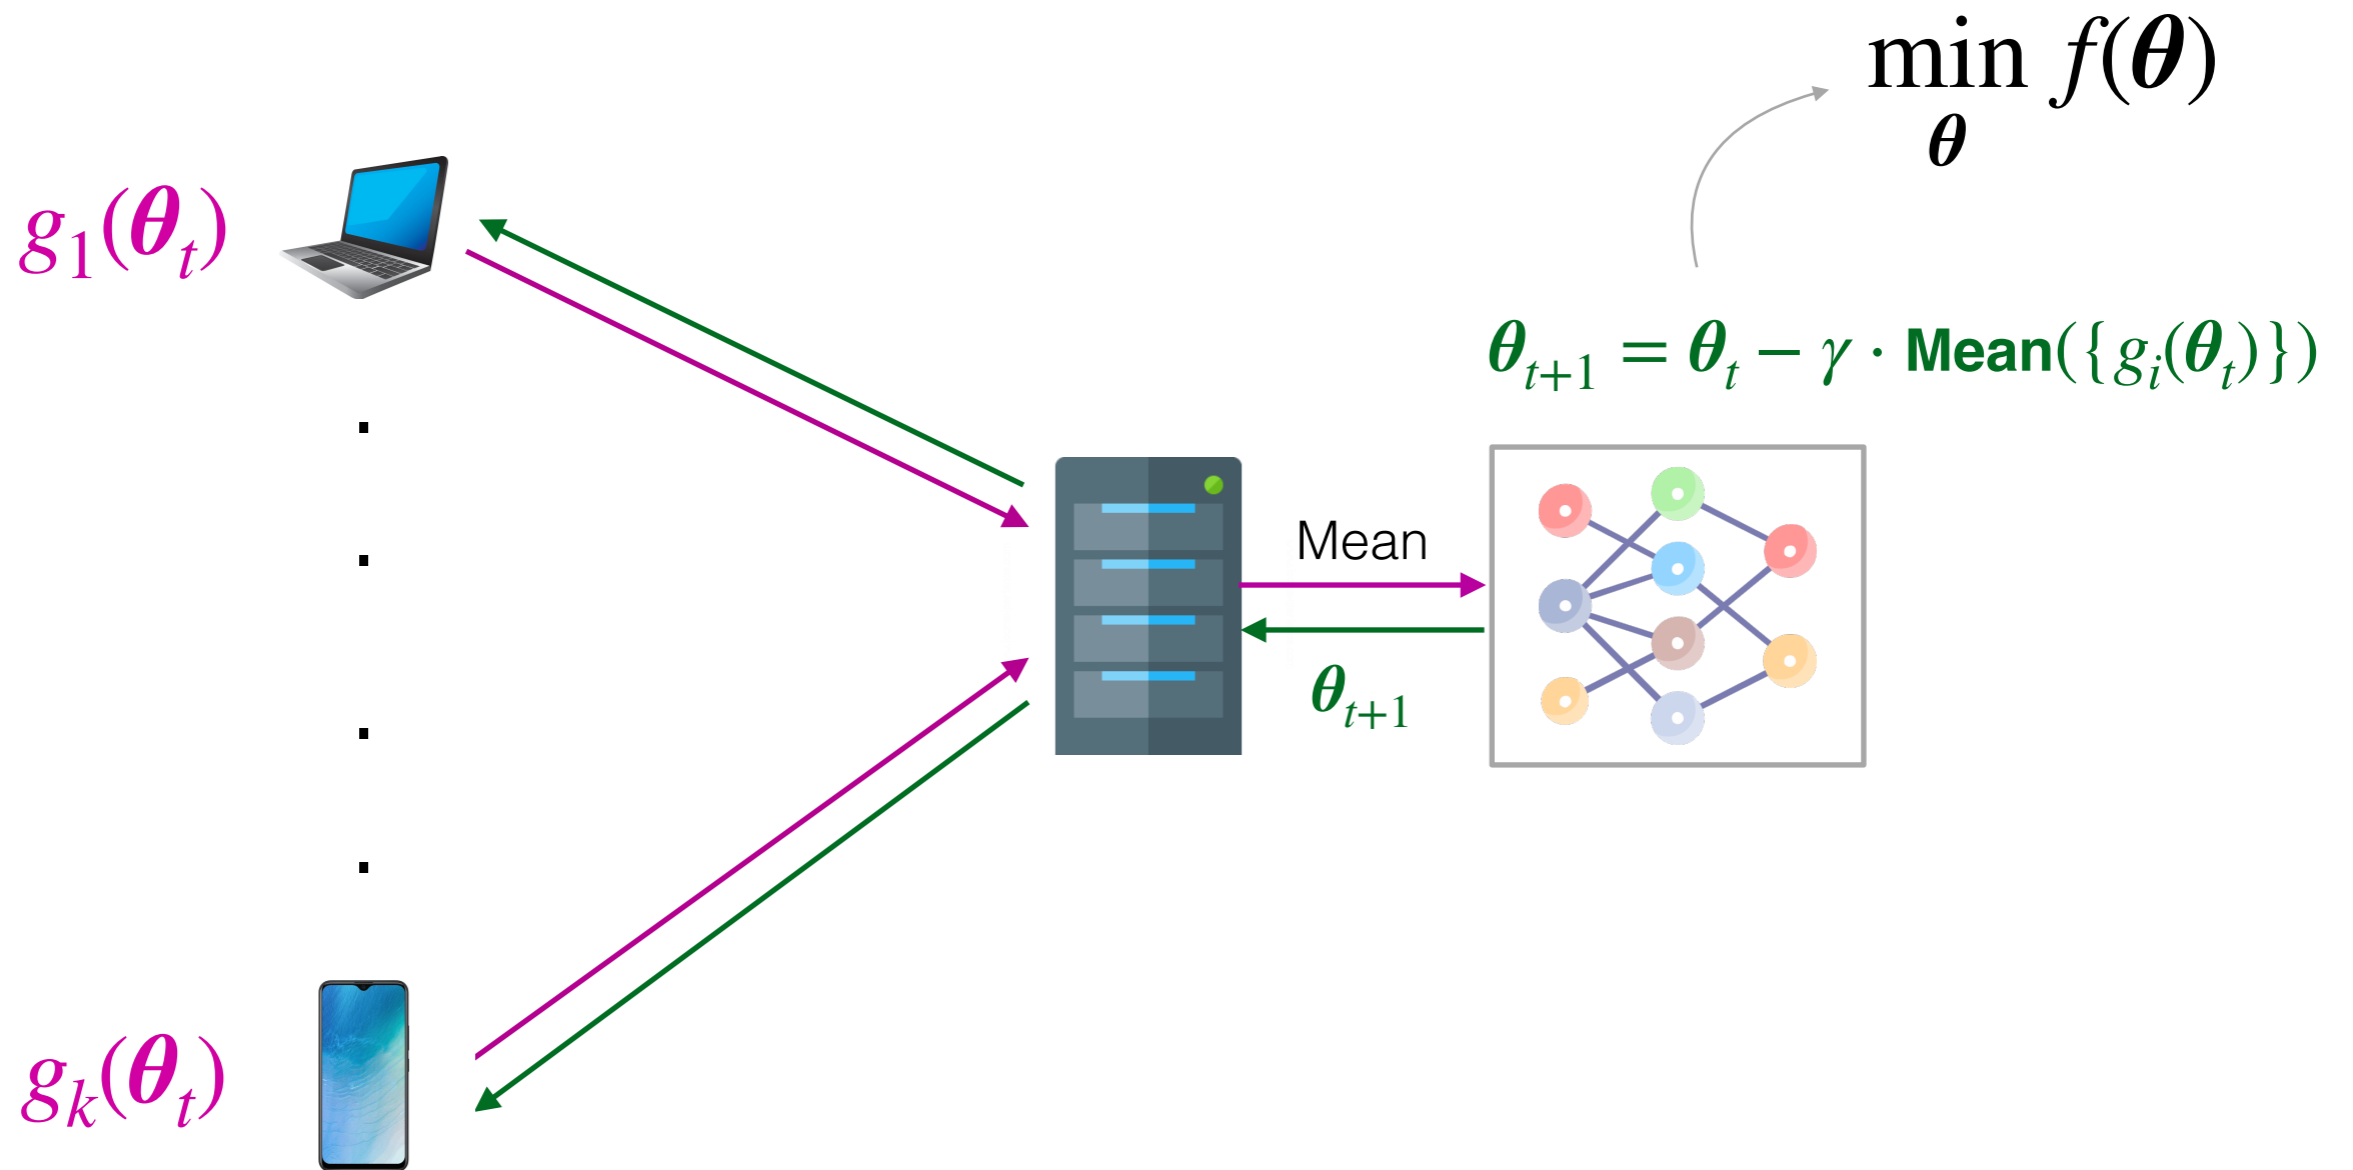 min f(θ)
θ
g₁(θₜ)
θₜ₊₁ = θₜ − γ · Mean({gᵢ(θₜ)})
Mean
θₜ₊₁
gₖ(θₜ)